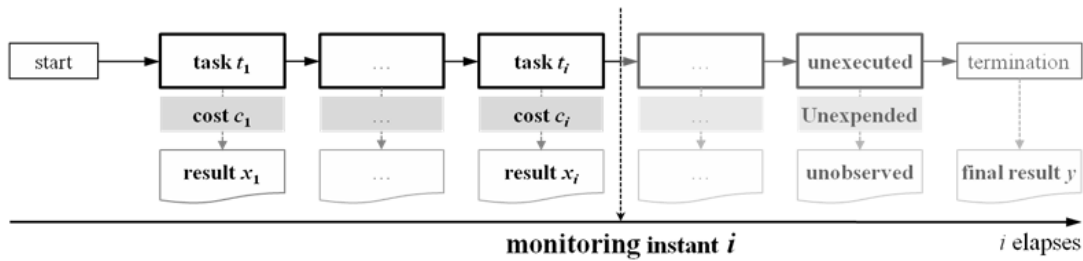 start
task t1
...
task ti
...
unexecuted
termination
cost c1
...
cost ci
...
Unexpended
result x1
...
result xi
...
unobserved
final result y
monitoring instant i
i elapses